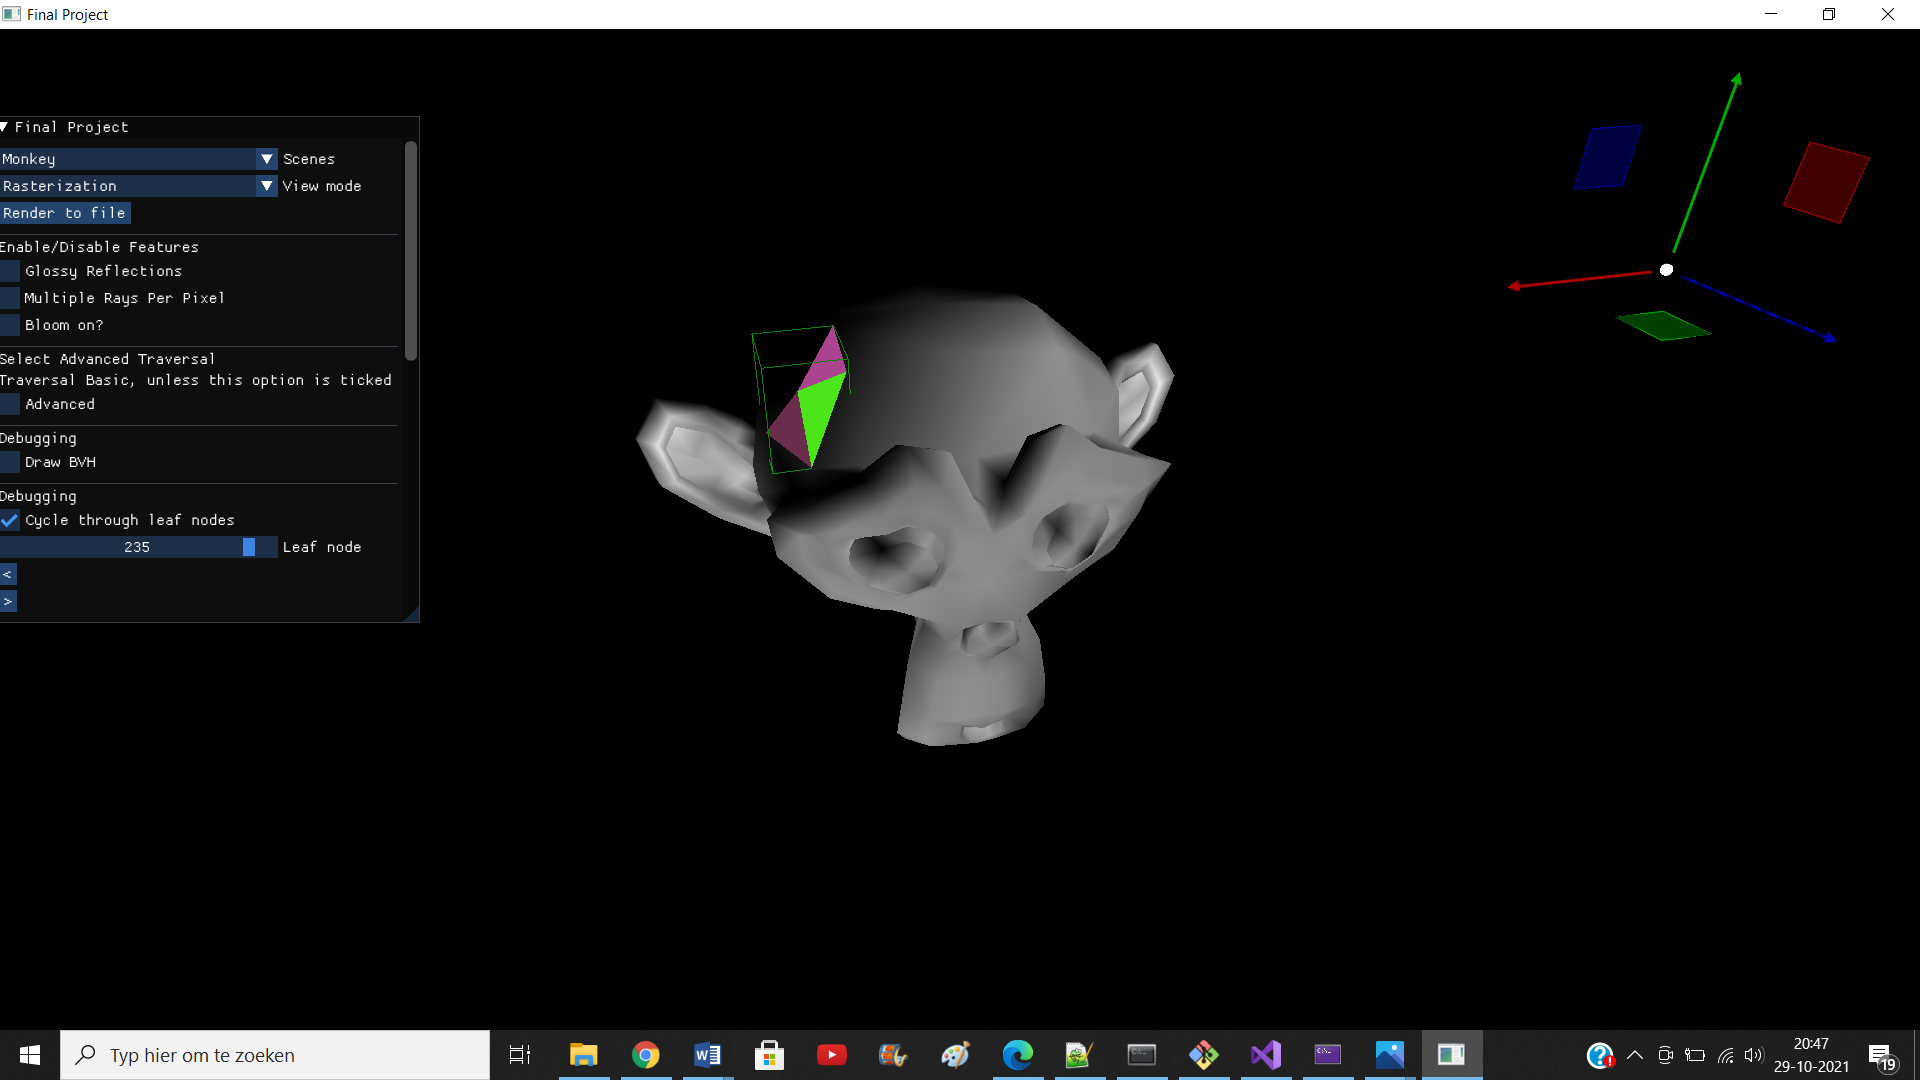 Final Project
Final Project
Monkey Scenes
Rasterization View mode
Render to file
Enable/Disable Features
Glossy Reflections
Multiple Rays Per Pixel
Bloom on?
Select Advanced Traversal
Traversal Basic, unless this option is ticked
Advanced
Debugging
Draw BVH
Debugging
Cycle through leaf nodes
235 Leaf node
<
>
Typ hier om te zoeken
20:47
29-10-2021
19